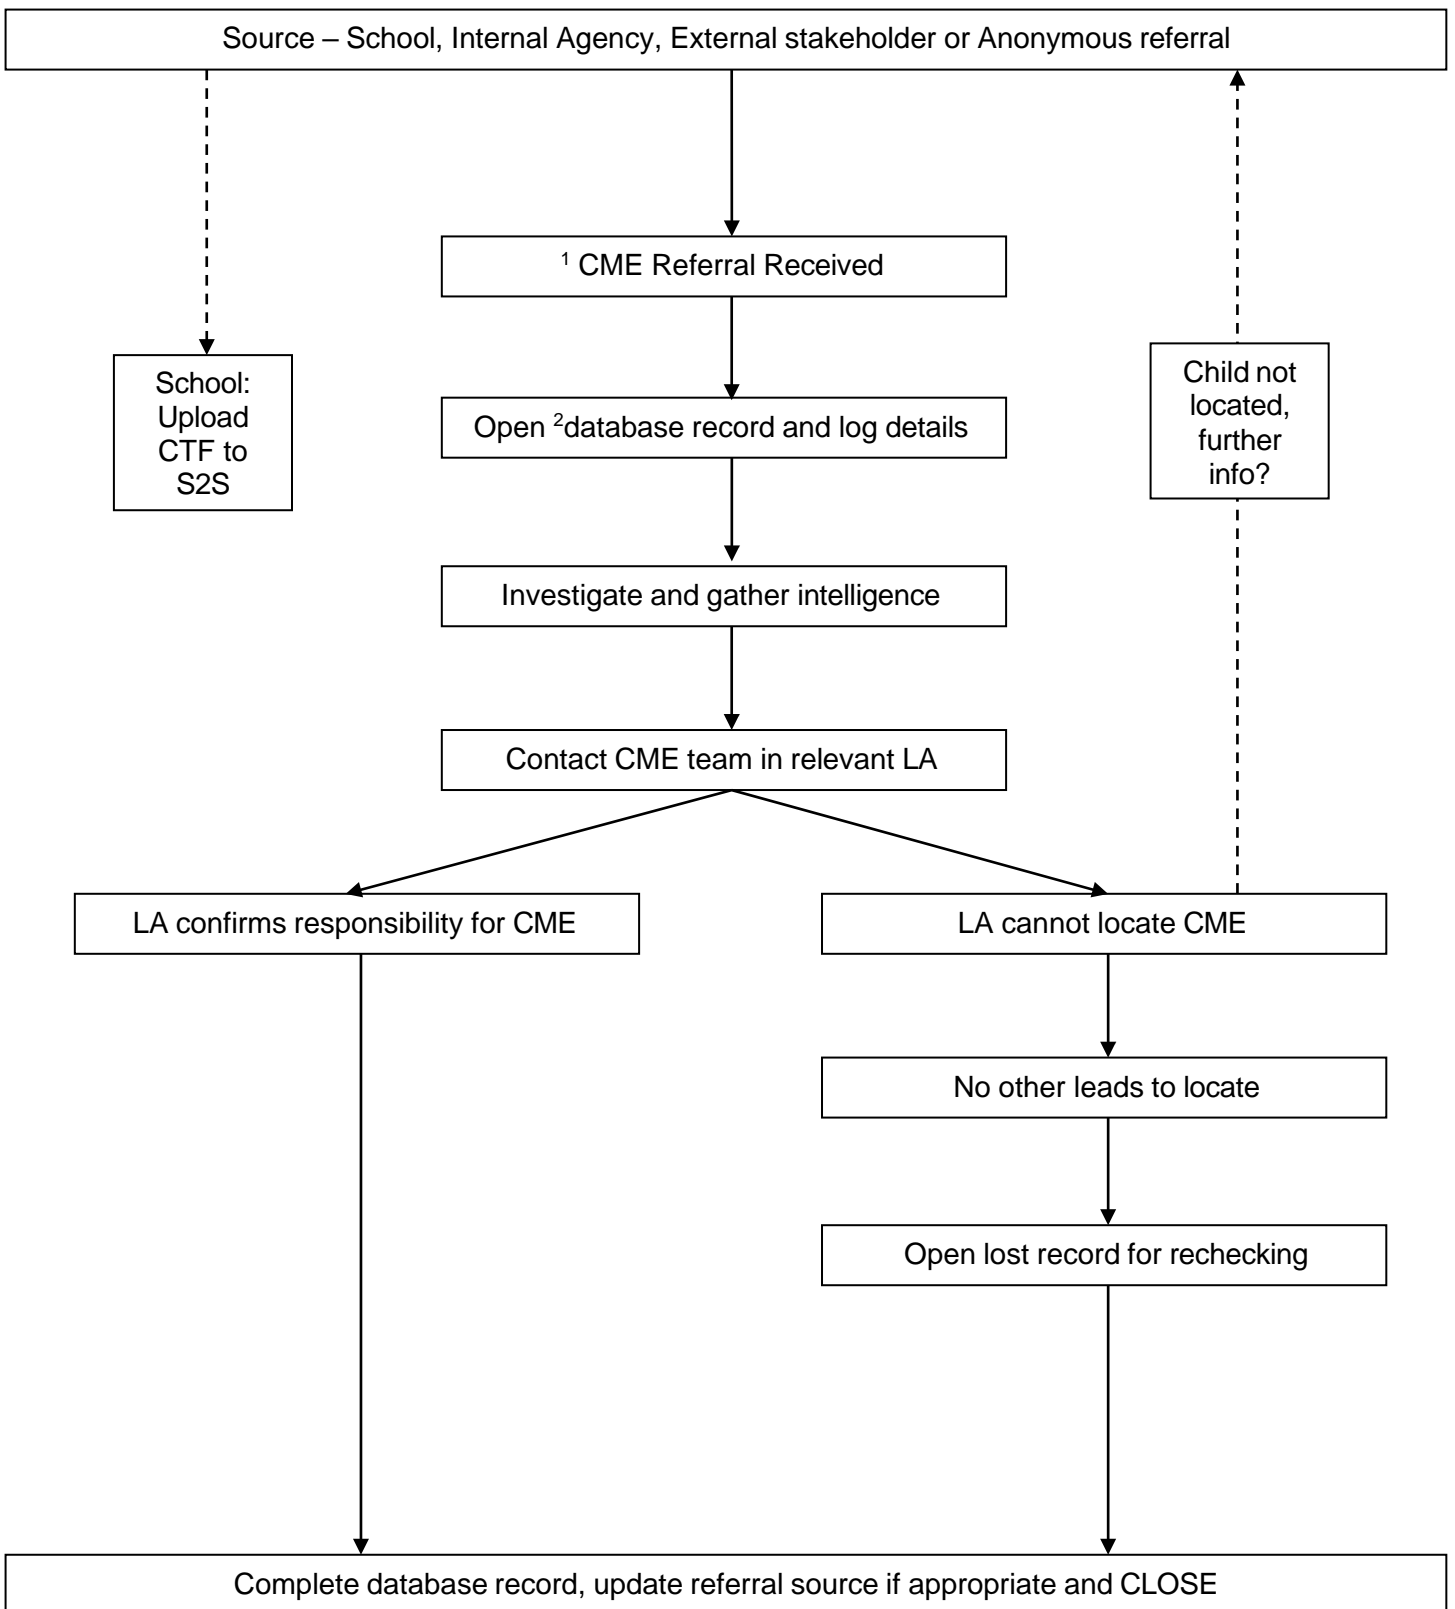 Source – School, Internal Agency, External stakeholder or Anonymous referral
¹ CME Referral Received
School:
Upload
CTF to
S2S
Child not
located,
further
info?
Open ²database record and log details
Investigate and gather intelligence
Contact CME team in relevant LA
LA confirms responsibility for CME
LA cannot locate CME
No other leads to locate
Open lost record for rechecking
Complete database record, update referral source if appropriate and CLOSE